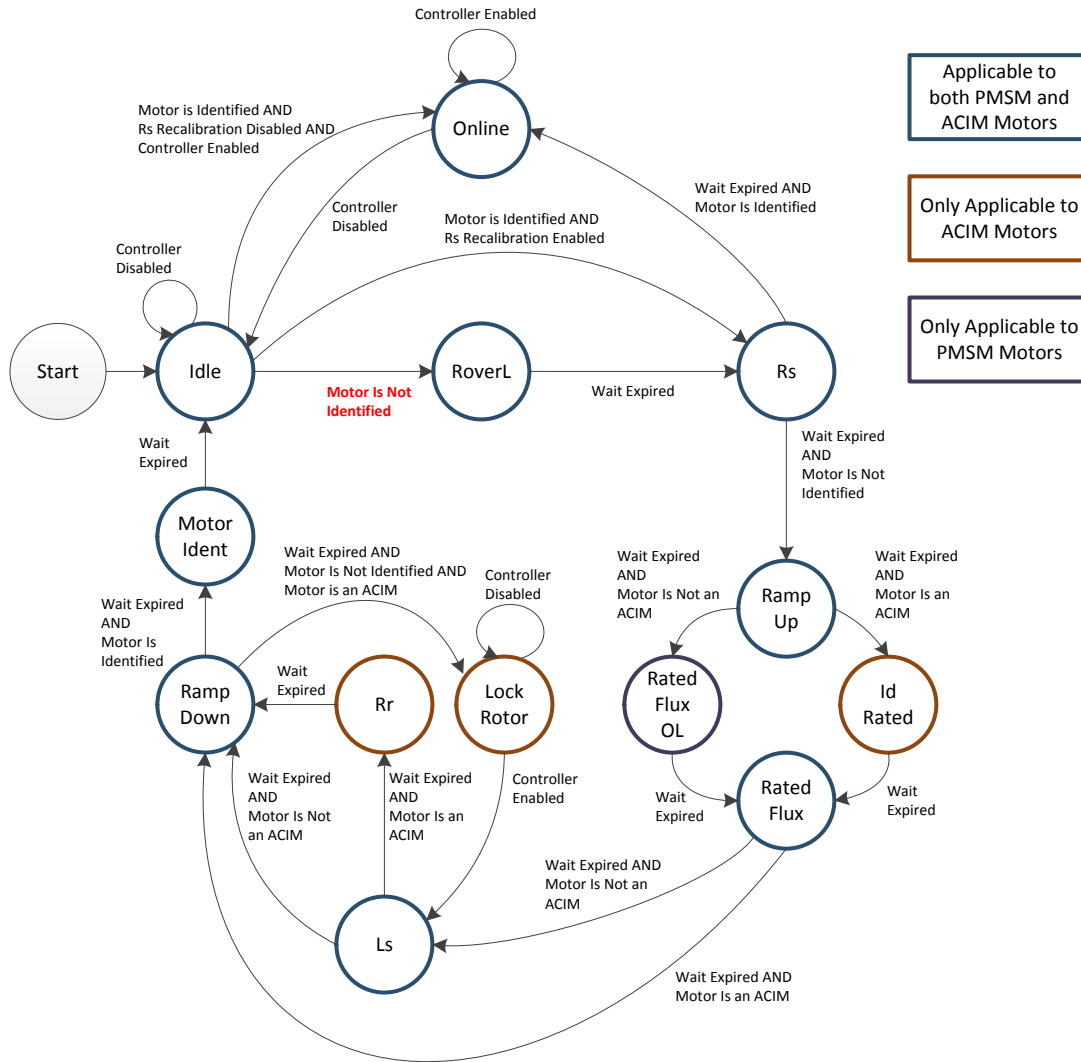 Controller Enabled
Online
Motor is Identified AND
Rs Recalibration Disabled AND
Controller Enabled
Controller
Disabled
Motor is Identified AND
Rs Recalibration Enabled
Wait Expired AND
Motor Is Identified
Applicable to
both PMSM and
ACIM Motors
Only Applicable to
ACIM Motors
Only Applicable to
PMSM Motors
Controller
Disabled
Start
Idle
Motor Is Not
Identified
RoverL
Wait Expired
Rs
Wait
Expired
Wait Expired
AND
Motor Is Not
Identified
Motor
Ident
Wait Expired AND
Motor Is Not Identified AND
Motor is an ACIM
Controller
Disabled
Wait Expired
AND
Motor Is Not an
ACIM
Ramp
Up
Wait Expired
AND
Motor Is an
ACIM
Wait Expired
AND
Motor Is
Identified
Ramp
Down
Wait
Expired
Rr
Lock
Rotor
Rated
Flux
OL
Id
Rated
Wait Expired
AND
Motor Is Not
an ACIM
Wait Expired
AND
Motor Is an
ACIM
Controller
Enabled
Wait
Expired
Rated
Flux
Wait
Expired
Wait Expired AND
Motor Is Not an
ACIM
Ls
Wait Expired AND
Motor Is an ACIM